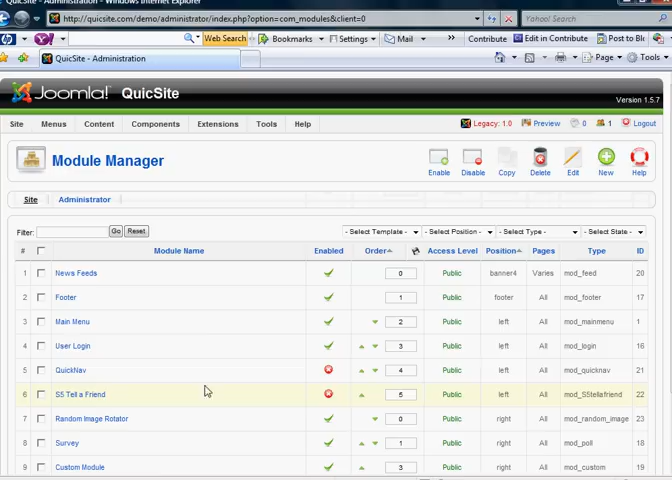 QuicSite - Administration - Windows Internet Explorer
http://quicsite.com/demo/administrator/index.php?option=com_modules&client=0
Yahoo! Search
Web Search Bookmarks Settings Mail Contribute Edit in Contribute Post to Bl
QuicSite - Administration
Page Tools
Joomla! QuicSite
Version 1.5.7
Site Menus Content Components Extensions Tools Help
Legacy: 1.0 Preview 0 1 Logout
Module Manager
Enable Disable Copy Delete Edit New Help
Site Administrator
Filter: Go Reset - Select Template - - Select Position - - Select Type - - Select State -
# Module Name Enabled Order Access Level Position Pages Type ID
1 News Feeds 0 Public banner4 Varies mod_feed 20
2 Footer 1 Public footer All mod_footer 17
3 Main Menu 2 Public left All mod_mainmenu 1
4 User Login 3 Public left All mod_login 16
5 QuickNav 4 Public left All mod_quicknav 21
6 S5 Tell a Friend 5 Public left All mod_S5tellafriend 22
7 Random Image Rotator 0 Public right All mod_random_image 23
8 Survey 1 Public right All mod_poll 18
9 Custom Module 3 Public right All mod_custom 24